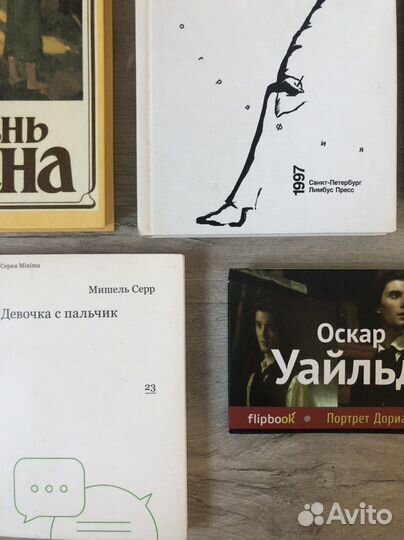 нь
на
о г р а ф и я
1997
Санкт-Петербург
Лимбус Пресс
Серия Minima
Мишель Серр
Девочка с пальчик
23
Оскар
Уайльд
flipbook
Портрет Дориа
Avito